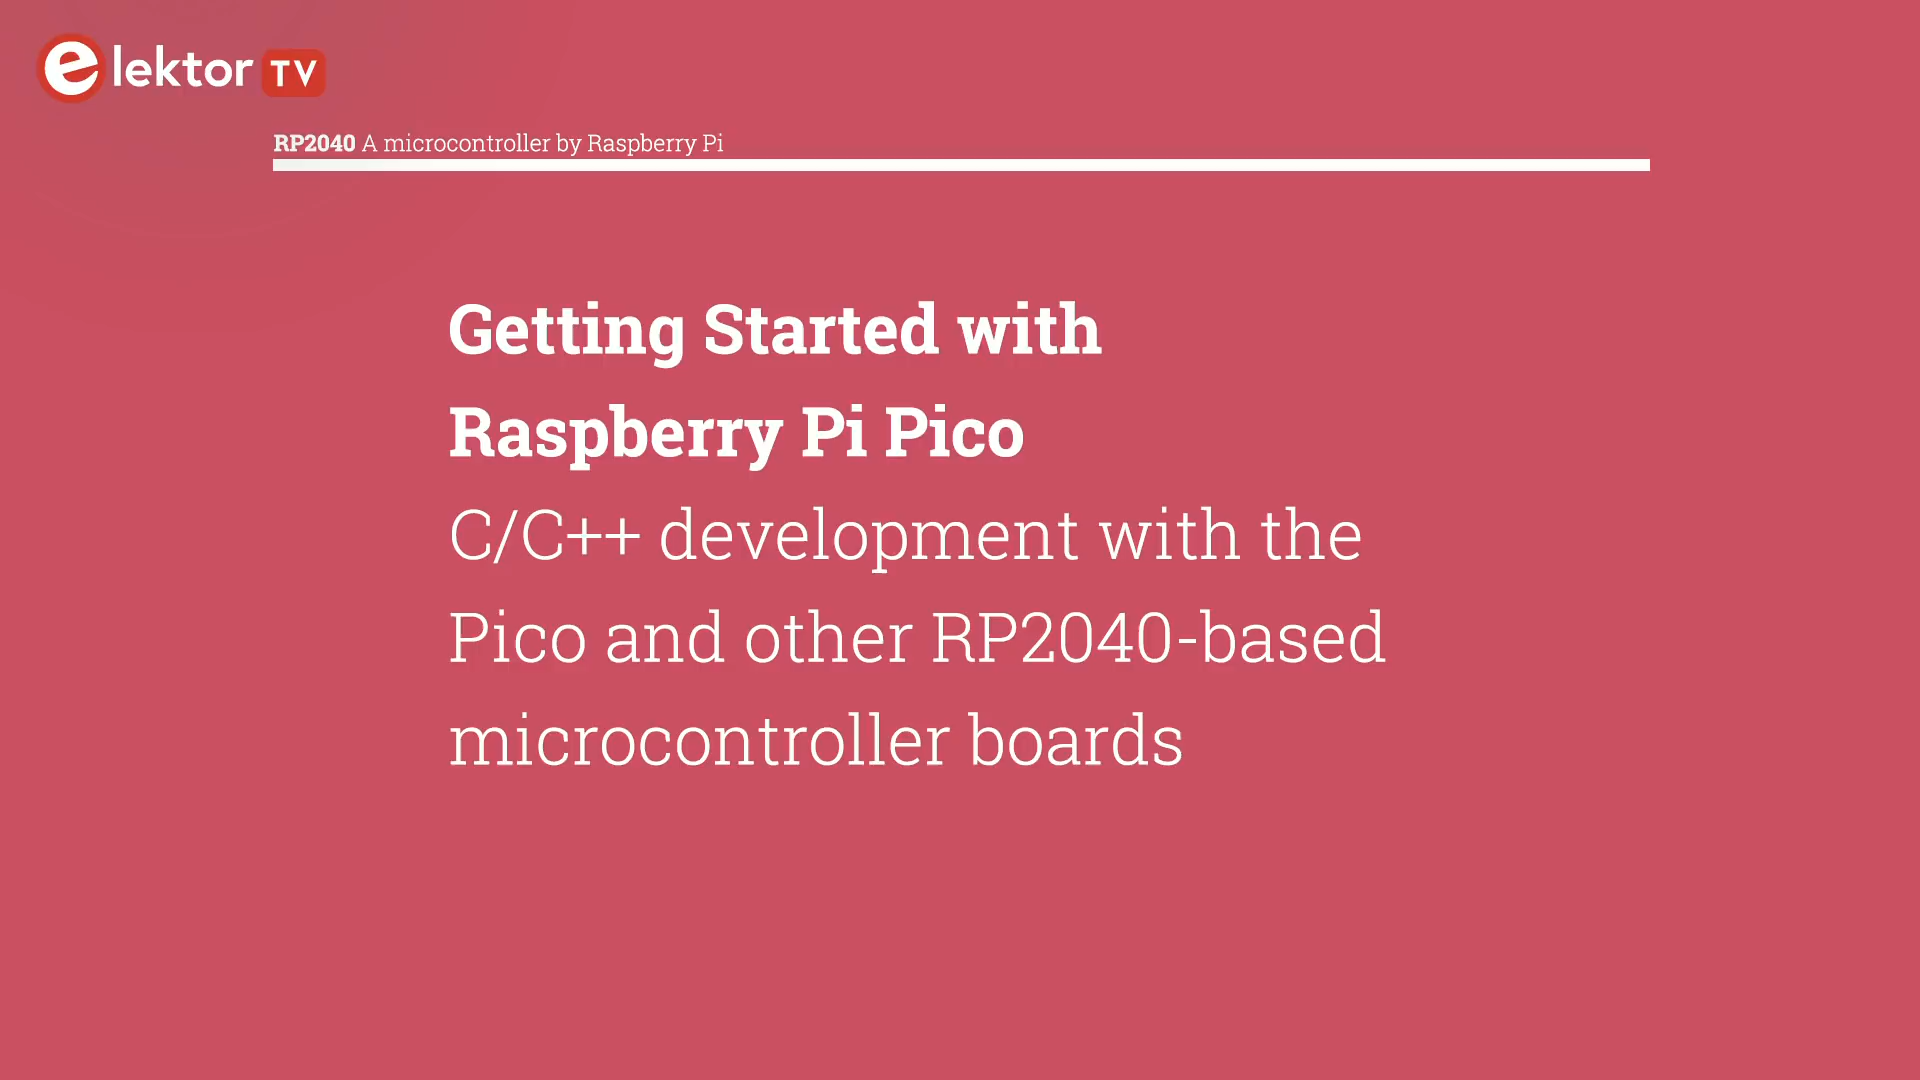 elektor TV
RP2040 A microcontroller by Raspberry Pi
Getting Started with
Raspberry Pi Pico
C/C++ development with the
Pico and other RP2040-based
microcontroller boards